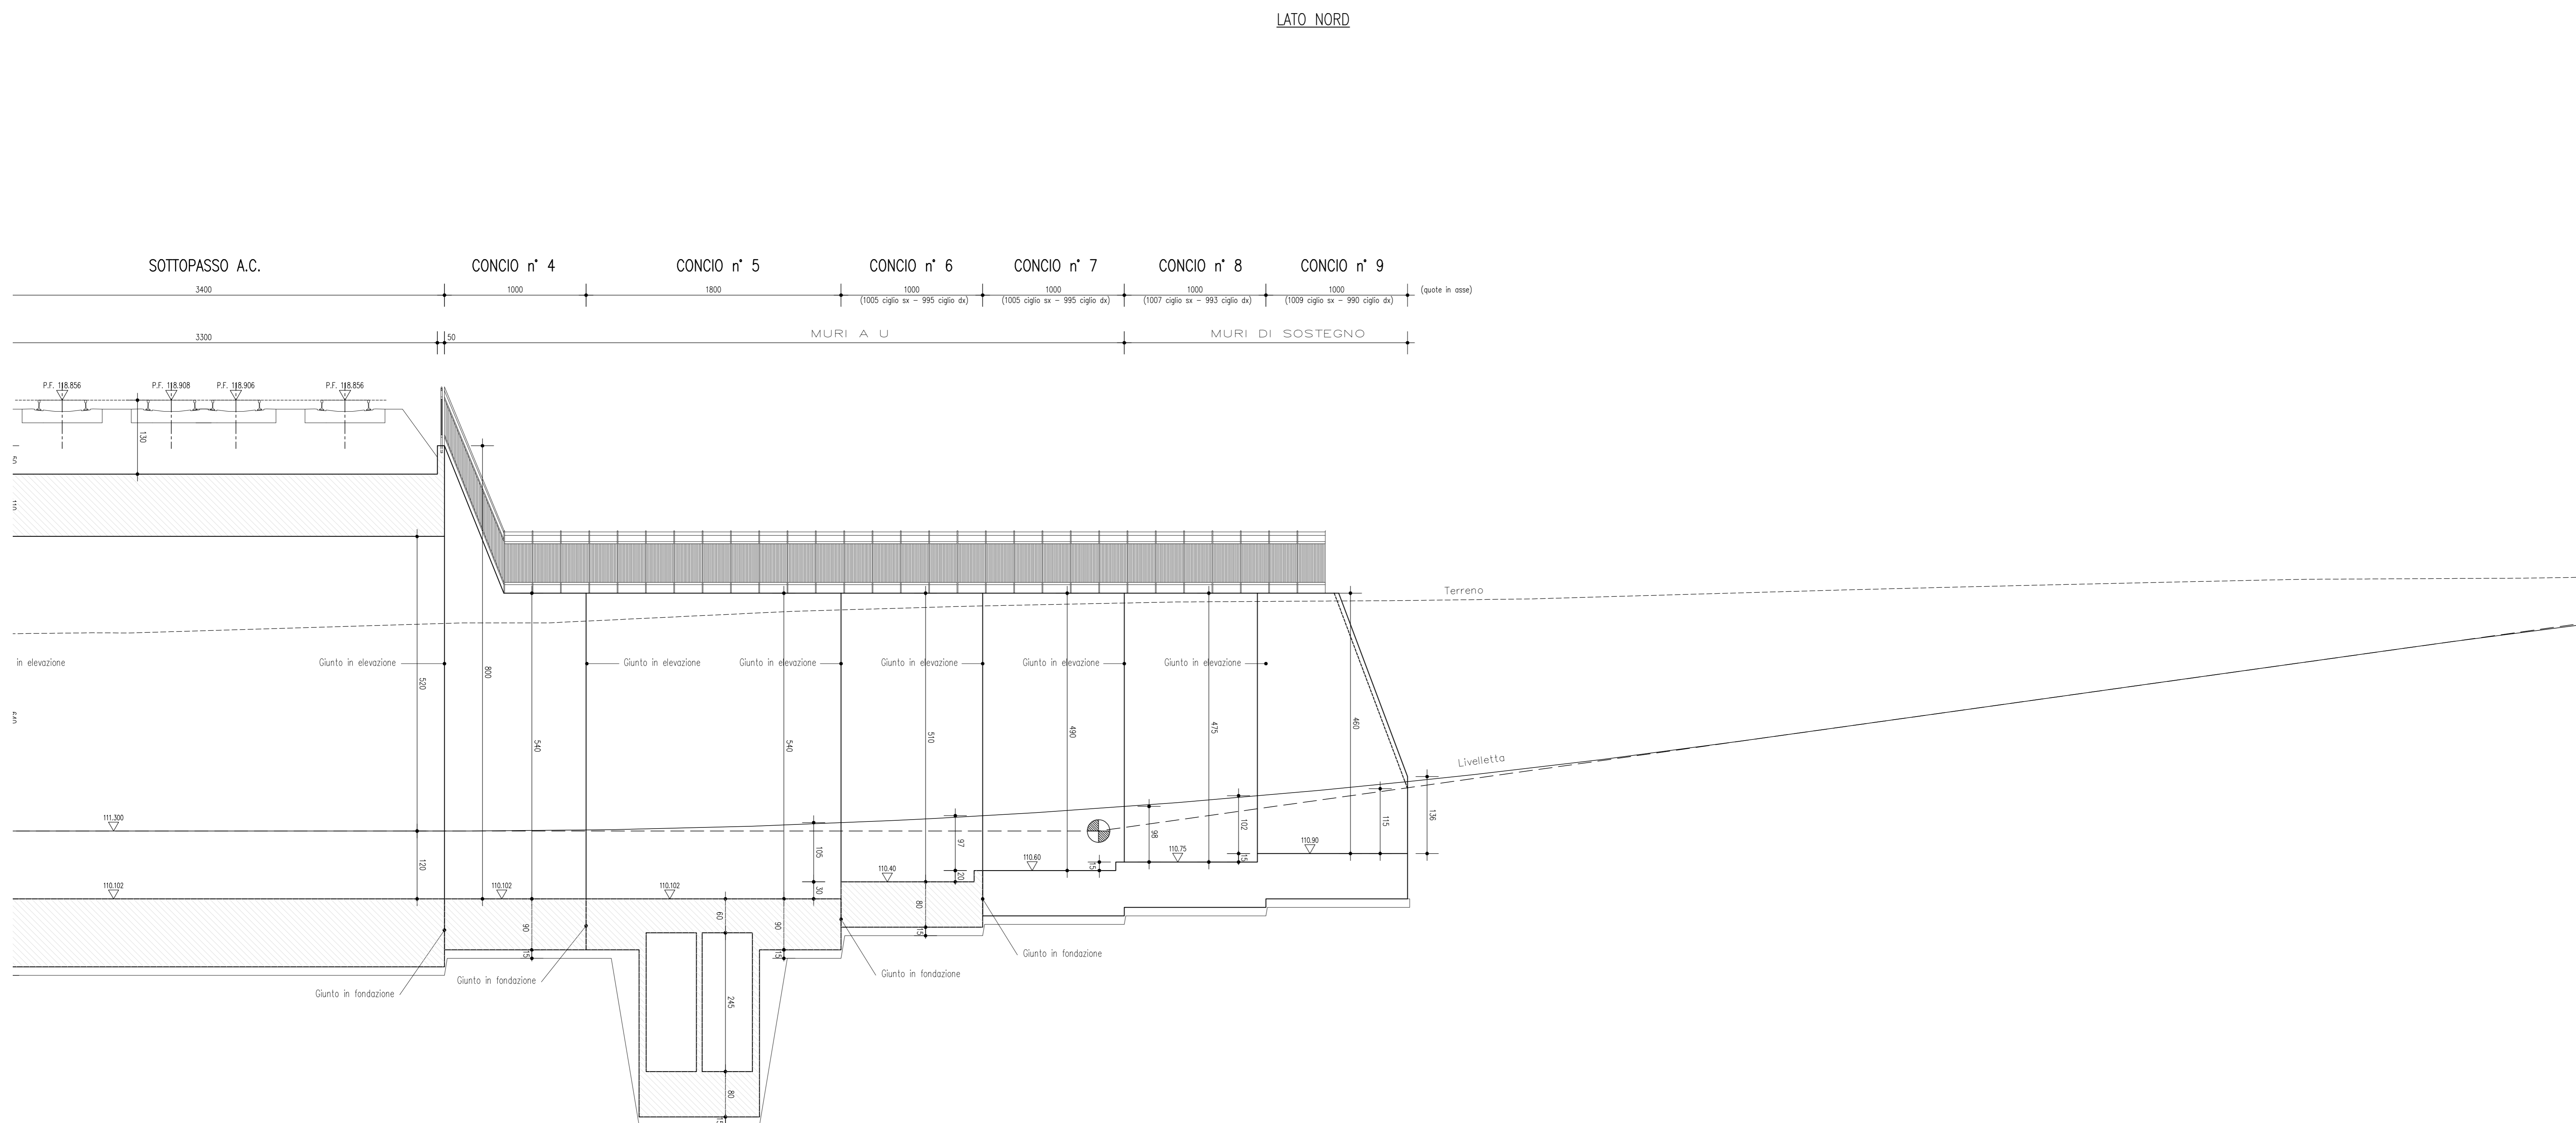 LATO NORD
SOTTOPASSO A.C.
CONCIO n° 4
CONCIO n° 5
CONCIO n° 6
CONCIO n° 7
CONCIO n° 8
CONCIO n° 9
3400
1000
1800
1000
1000
1000
1000
(quote in asse)
(1005 ciglio sx - 995 ciglio dx)
(1005 ciglio sx - 995 ciglio dx)
(1007 ciglio sx - 993 ciglio dx)
(1009 ciglio sx - 990 ciglio dx)
3300
50
MURI A U
MURI DI SOSTEGNO
P.F. 118.856
P.F. 118.908
P.F. 118.906
P.F. 118.856
130
Terreno
in elevazione
Giunto in elevazione
Giunto in elevazione
Giunto in elevazione
Giunto in elevazione
Giunto in elevazione
Giunto in elevazione
520
800
540
540
510
490
475
460
Livelletta
111.300
105
97
98
102
115
136
120
110.102
110.102
110.102
110.40
110.60
110.75
110.90
30
20
15
15
90
15
60
90
15
80
15
Giunto in fondazione
Giunto in fondazione
Giunto in fondazione
Giunto in fondazione
245
80